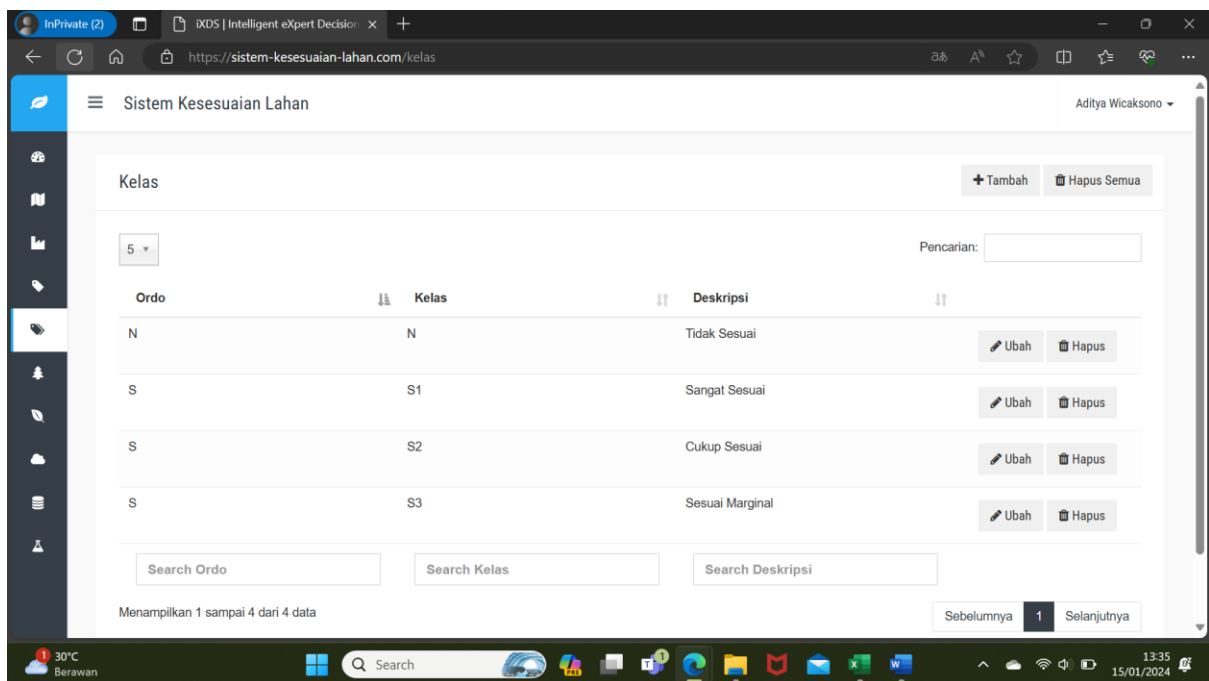 InPrivate (2)
iXDS | Intelligent eXpert Decision
https://sistem-kesesuaian-lahan.com/kelas
Sistem Kesesuaian Lahan
Aditya Wicaksono
Kelas
Tambah
Hapus Semua
5
Pencarian:
Ordo Kelas Deskripsi
N N Tidak Sesuai
Ubah Hapus
S S1 Sangat Sesuai
Ubah Hapus
S S2 Cukup Sesuai
Ubah Hapus
S S3 Sesuai Marginal
Ubah Hapus
Search Ordo Search Kelas Search Deskripsi
Menampilkan 1 sampai 4 dari 4 data
Sebelumnya 1 Selanjutnya
1
30°C
Berawan
Search
PRE
1
13:35
15/01/2024